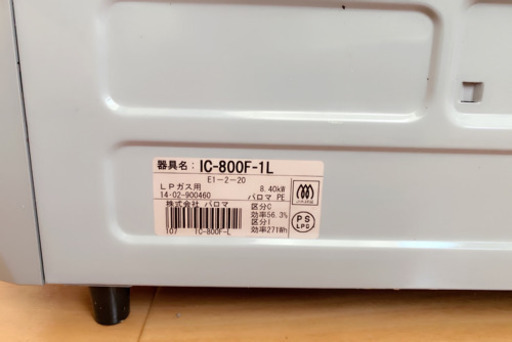 器具名: IC-800F-1L
E1-2-20
LPガス用 8.40kW
14・02-900460 パロマ PE
株式会社 パロマ 区分C
効率56.3%
区分I
107 IC-800F-L 効率271Wh
PS
LPG